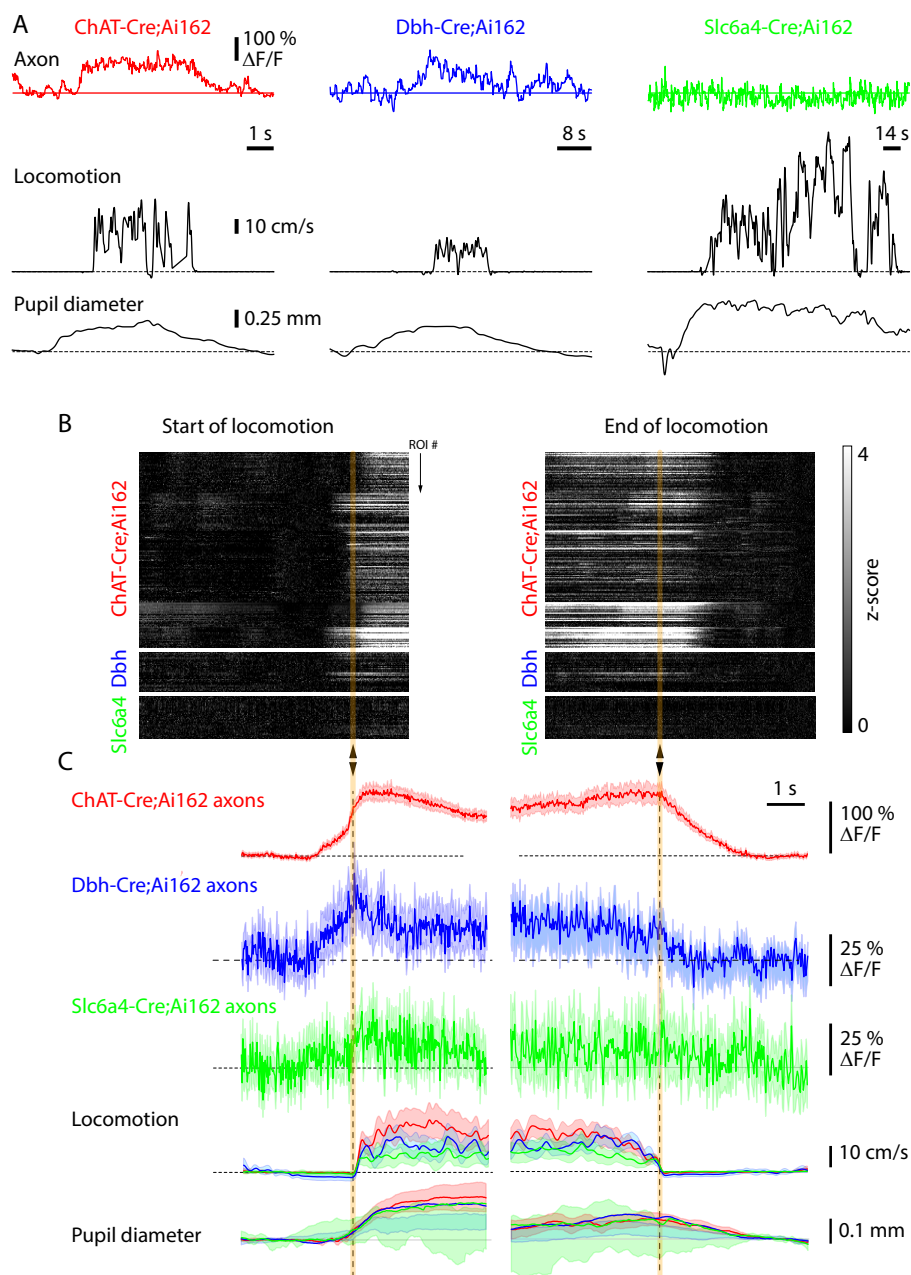 A
ChAT-Cre;Ai162
Dbh-Cre;Ai162
Slc6a4-Cre;Ai162
Axon
100 %
ΔF/F
1 s
8 s
14 s
Locomotion
10 cm/s
Pupil diameter
0.25 mm
B
Start of locomotion
End of locomotion
ROI #
ChAT-Cre;Ai162
Dbh
Slc6a4
ChAT-Cre;Ai162
Dbh
Slc6a4
4
z-score
0
C
ChAT-Cre;Ai162 axons
1 s
100 %
ΔF/F
Dbh-Cre;Ai162 axons
25 %
ΔF/F
Slc6a4-Cre;Ai162 axons
25 %
ΔF/F
Locomotion
10 cm/s
Pupil diameter
0.1 mm